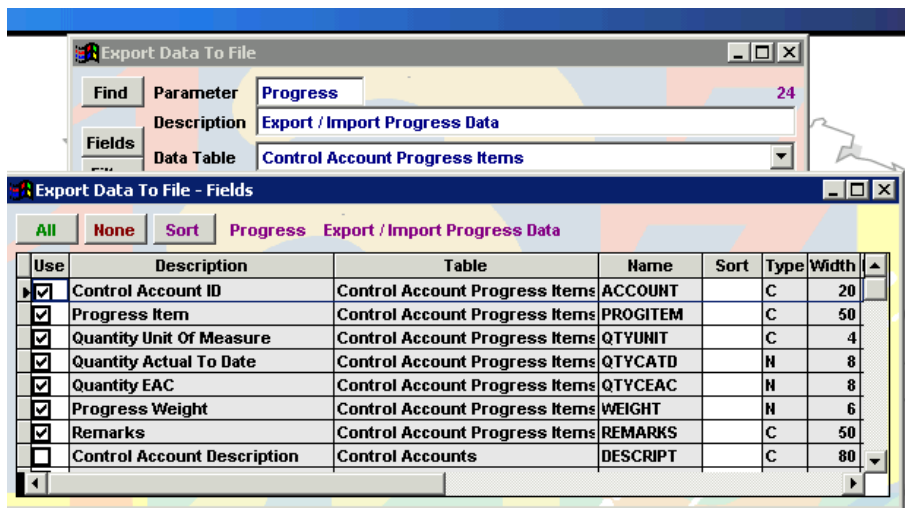 Export Data To File
Find Parameter Progress 24
Description Export / Import Progress Data
Fields
Data Table Control Account Progress Items
Export Data To File - Fields
All None Sort Progress Export / Import Progress Data
Use Description Table Name Sort Type Width
Control Account ID Control Account Progress Items ACCOUNT C 20
Progress Item Control Account Progress Items PROGITEM C 50
Quantity Unit Of Measure Control Account Progress Items QTYUNIT C 4
Quantity Actual To Date Control Account Progress Items QTYCATD N 8
Quantity EAC Control Account Progress Items QTYCEAC N 8
Progress Weight Control Account Progress Items WEIGHT N 6
Remarks Control Account Progress Items REMARKS C 50
Control Account Description Control Accounts DESCRIPT C 80